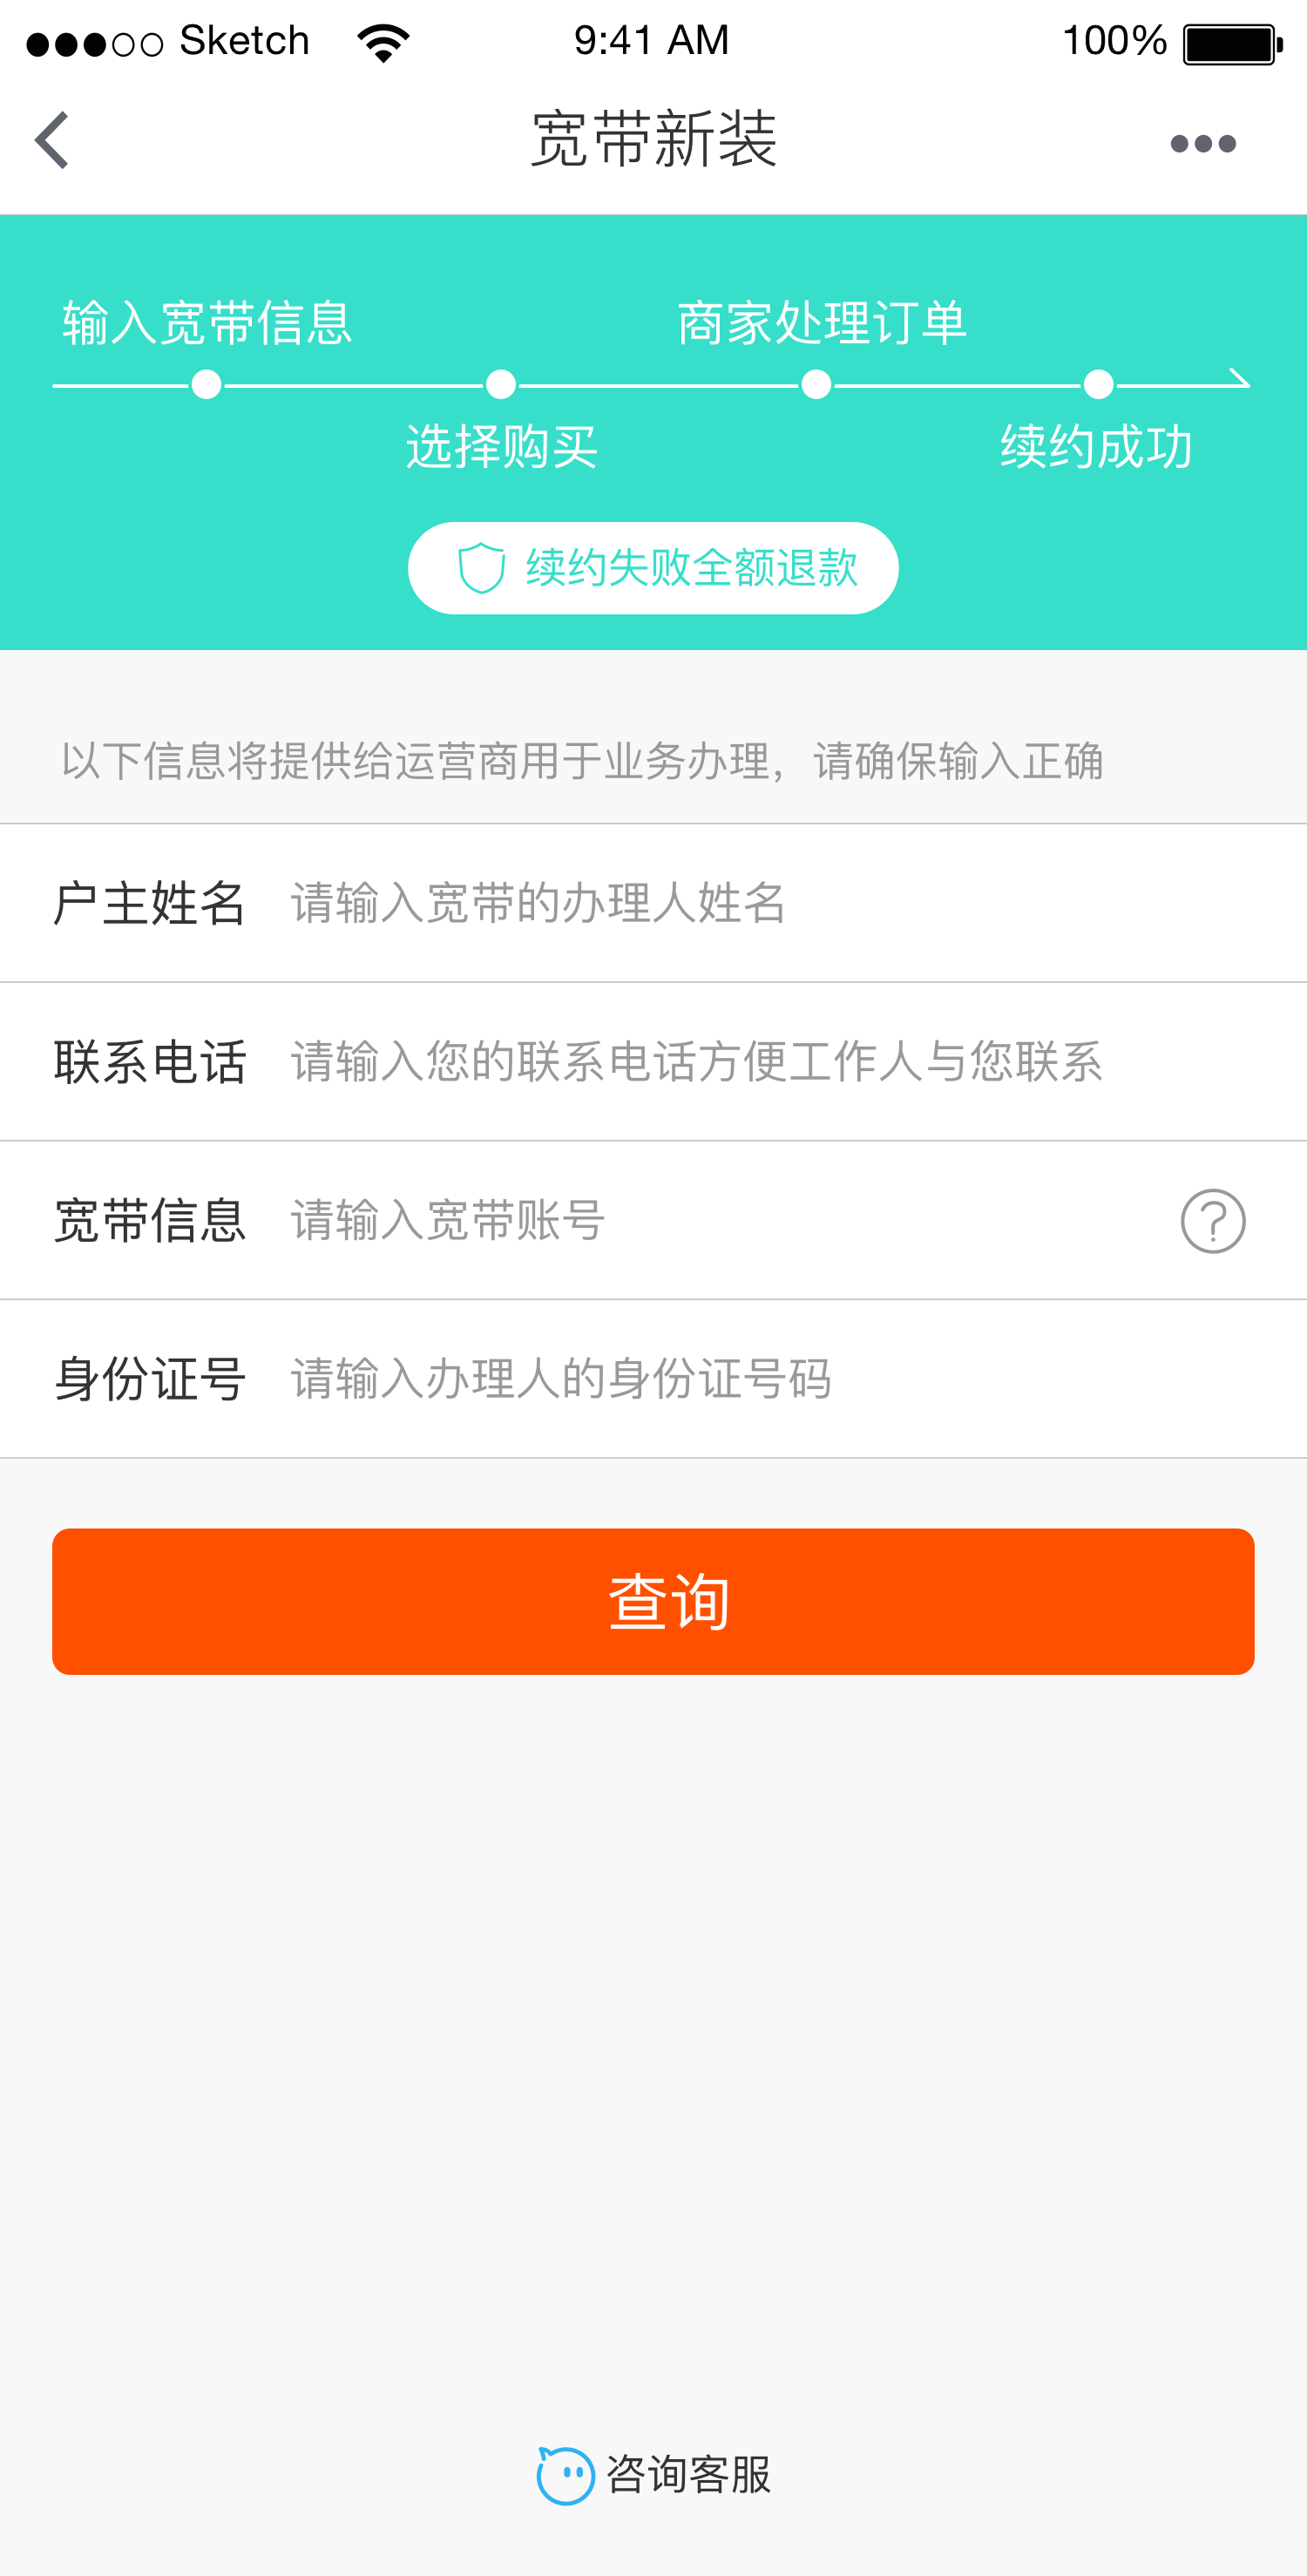 Sketch 9:41 AM 100%
宽带新装
输入宽带信息 商家处理订单
选择购买 续约成功
续约失败全额退款
以下信息将提供给运营商用于业务办理，请确保输入正确
户主姓名 请输入宽带的办理人姓名
联系电话 请输入您的联系电话方便工作人与您联系
宽带信息 请输入宽带账号 ?
身份证号 请输入办理人的身份证号码
查询
咨询客服